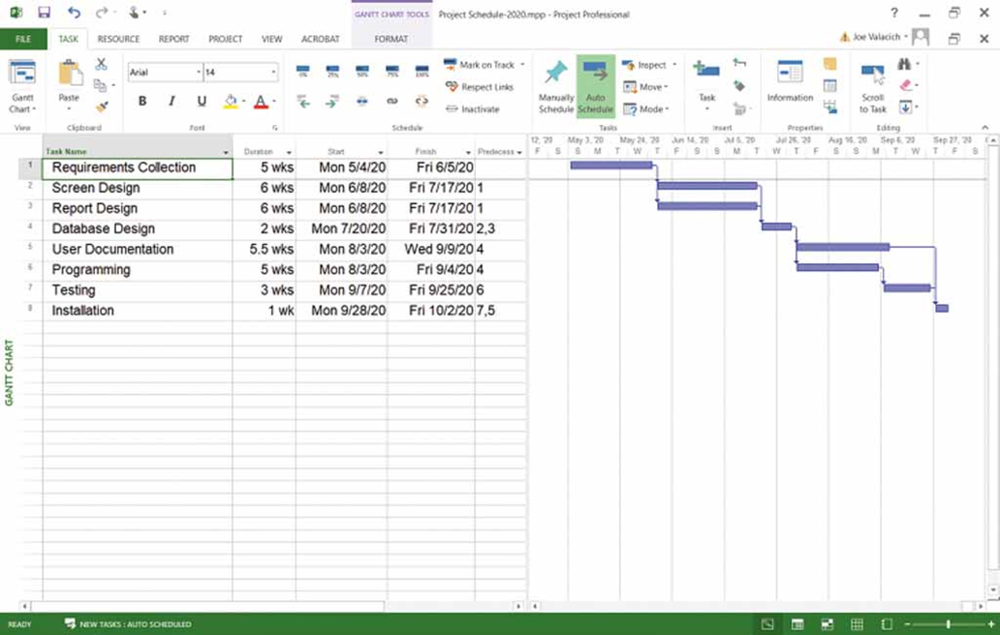 GANTT CHART TOOLS Project Schedule-2020.mpp - Project Professional ?
FILE TASK RESOURCE REPORT PROJECT VIEW ACROBAT FORMAT Joe Valacich
Arial 14 Mark on Track Inspect
Respect Links Move
Inactivate Mode
Gantt Chart Paste B I U A Manually Schedule Auto Schedule Task Information Scroll to Task
View Clipboard Font Schedule Tasks Insert Properties Editing
12, '20 May 3, '20 May 24, '20 Jun 14, '20 Jul 5, '20 Jul 26, '20 Aug 16, '20 Sep 6, '20 Sep 27, '20
Task Name Duration Start Finish Predecess F S M T W T F S S M T W T F S S M T W T F S
1 Requirements Collection 5 wks Mon 5/4/20 Fri 6/5/20
2 Screen Design 6 wks Mon 6/8/20 Fri 7/17/20 1
3 Report Design 6 wks Mon 6/8/20 Fri 7/17/20 1
4 Database Design 2 wks Mon 7/20/20 Fri 7/31/20 2,3
5 User Documentation 5.5 wks Mon 8/3/20 Wed 9/9/20 4
6 Programming 5 wks Mon 8/3/20 Fri 9/4/20 4
7 Testing 3 wks Mon 9/7/20 Fri 9/25/20 6
8 Installation 1 wk Mon 9/28/20 Fri 10/2/20 7,5
GANTT CHART
READY NEW TASKS : AUTO SCHEDULED